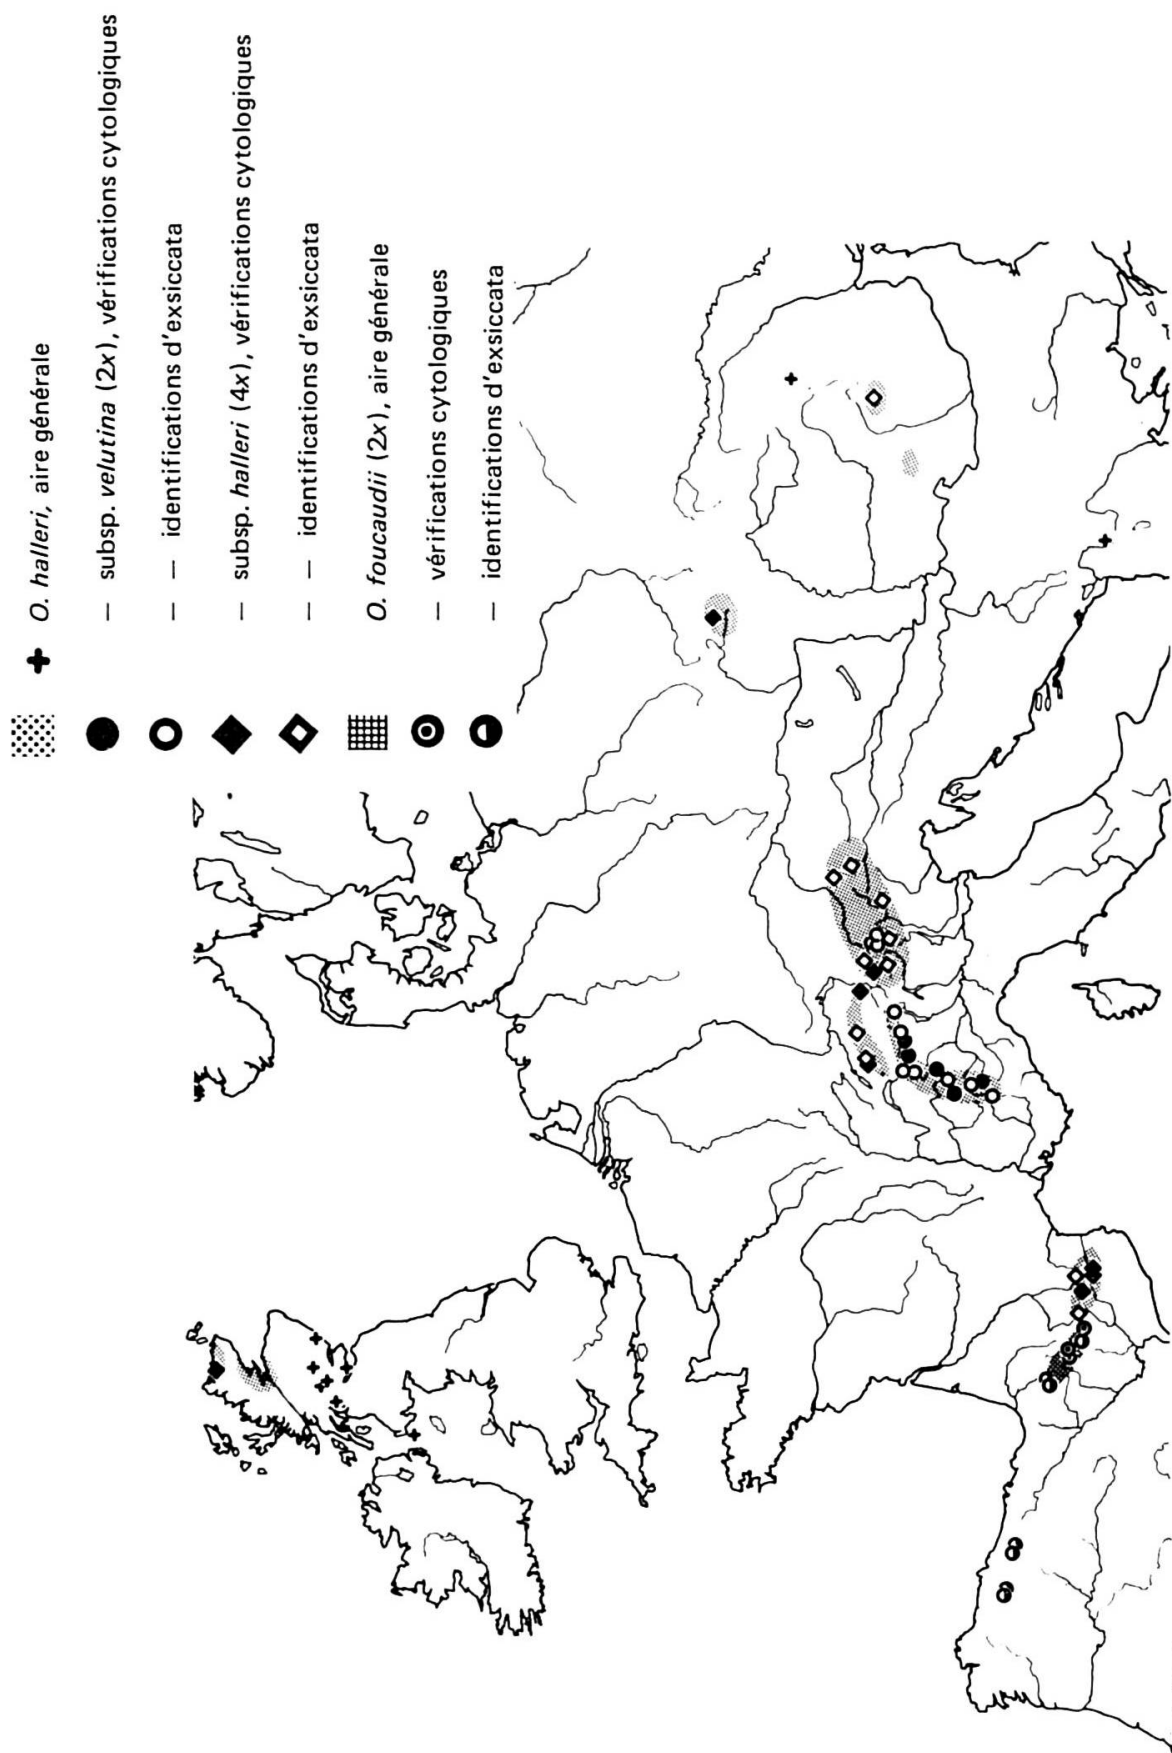 O. halleri, aire générale
— subsp. velutina (2x), vérifications cytologiques
— — identifications d'exsiccata
— subsp. halleri (4x), vérifications cytologiques
— — identifications d'exsiccata
O. foucaudii (2x), aire générale
— vérifications cytologiques
— identifications d'exsiccata